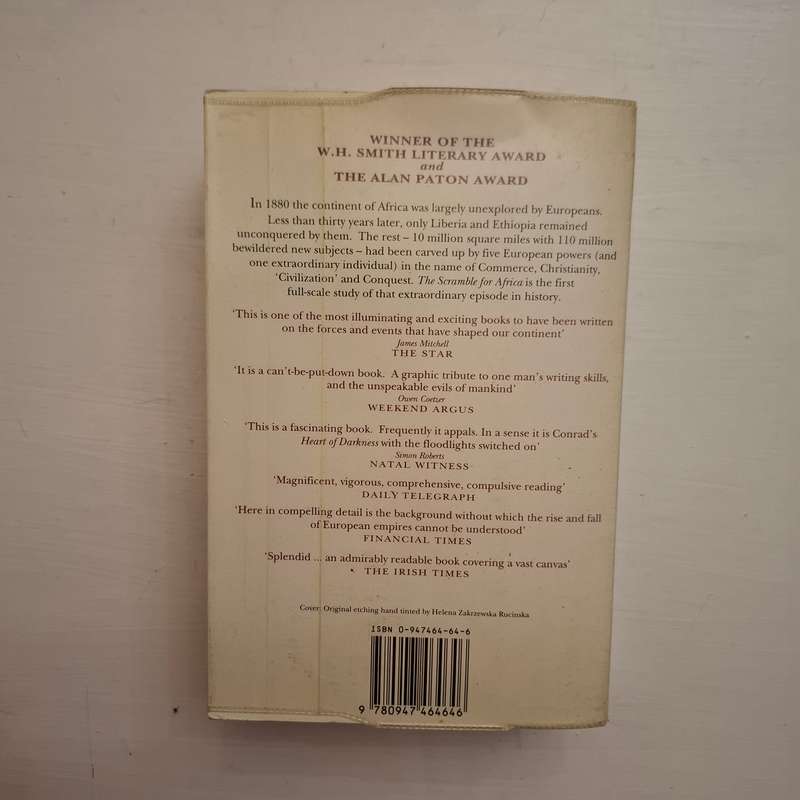 WINNER OF THE
W.H. SMITH LITERARY AWARD
and
THE ALAN PATON AWARD
In 1880 the continent of Africa was largely unexplored by Europeans.
Less than thirty years later, only Liberia and Ethiopia remained
unconquered by them. The rest – 10 million square miles with 110 million
bewildered new subjects – had been carved up by five European powers (and
one extraordinary individual) in the name of Commerce, Christianity,
'Civilization' and Conquest. The Scramble for Africa is the first
full-scale study of that extraordinary episode in history.
'This is one of the most illuminating and exciting books to have been written
on the forces and events that have shaped our continent'
James Mitchell
THE STAR
'It is a can't-be-put-down book. A graphic tribute to one man's writing skills,
and the unspeakable evils of mankind'
Owen Coetzer
WEEKEND ARGUS
'This is a fascinating book. Frequently it appals. In a sense it is Conrad's
Heart of Darkness with the floodlights switched on'
Simon Roberts
NATAL WITNESS
'Magnificent, vigorous, comprehensive, compulsive reading'
DAILY TELEGRAPH
'Here in compelling detail is the background without which the rise and fall
of European empires cannot be understood'
FINANCIAL TIMES
'Splendid ... an admirably readable book covering a vast canvas'
THE IRISH TIMES
Cover: Original etching hand tinted by Helena Zakrzewska Rucinska
ISBN 0-947464-64-6
9 780947 464646